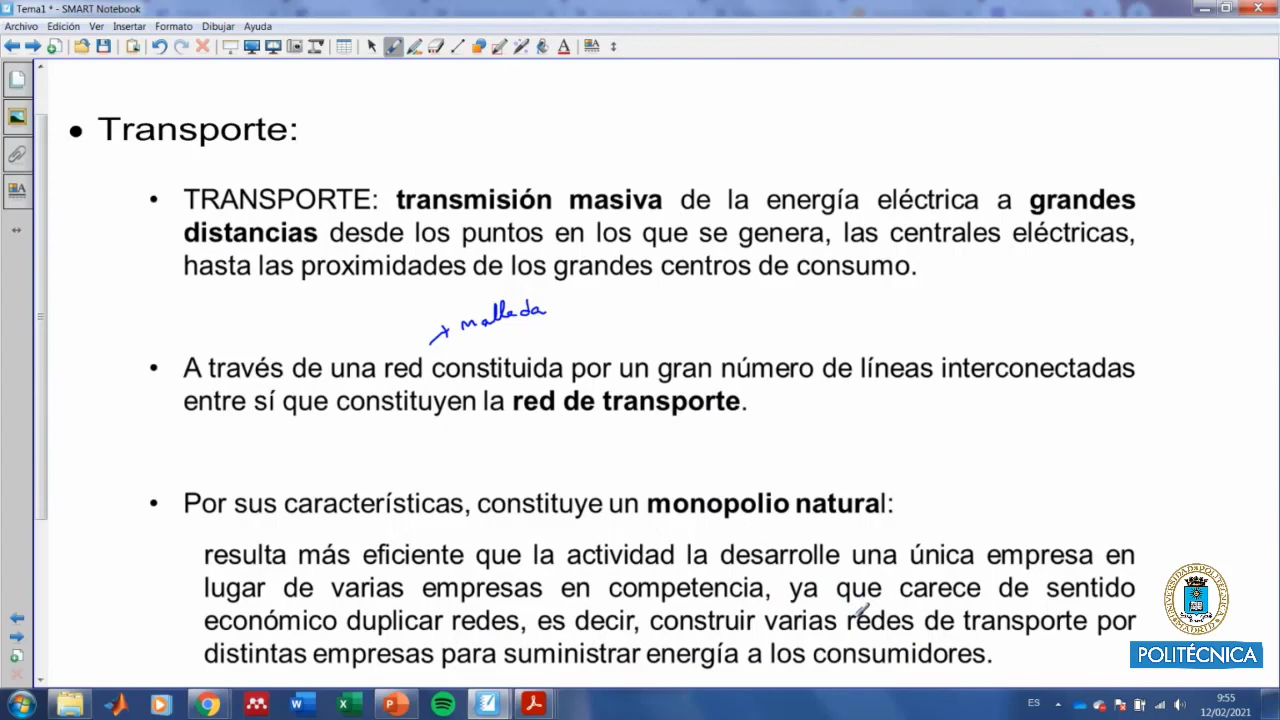 Tema1 * - SMART Notebook
Archivo Edición Ver Insertar Formato Dibujar Ayuda
• Transporte:
• TRANSPORTE: transmisión masiva de la energía eléctrica a grandes
distancias desde los puntos en los que se genera, las centrales eléctricas,
hasta las proximidades de los grandes centros de consumo.
mallada
• A través de una red constituida por un gran número de líneas interconectadas
entre sí que constituyen la red de transporte.
• Por sus características, constituye un monopolio natural:
resulta más eficiente que la actividad la desarrolle una única empresa en
lugar de varias empresas en competencia, ya que carece de sentido
económico duplicar redes, es decir, construir varias redes de transporte por
distintas empresas para suministrar energía a los consumidores.
POLITÉCNICA
ES
9:55
12/02/2021